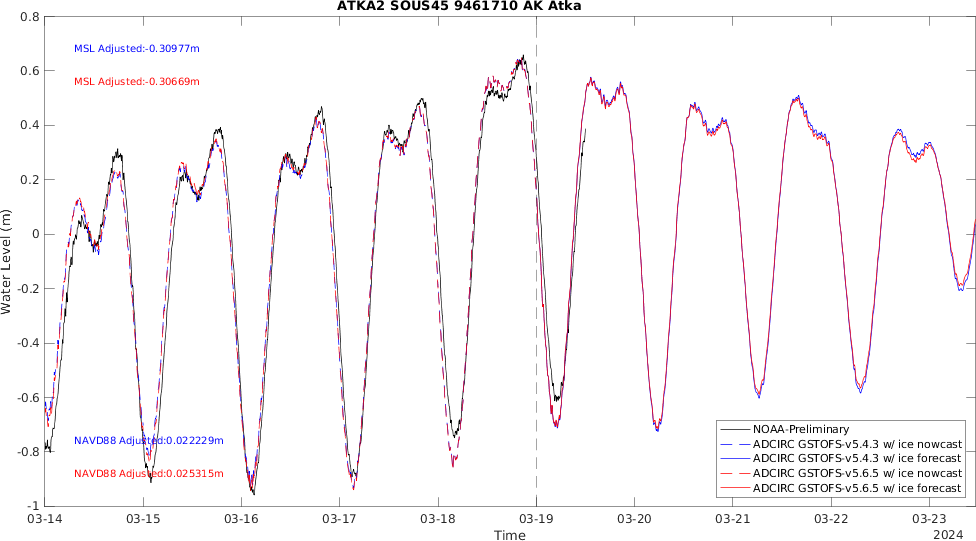 ATKA2 SOUS45 9461710 AK Atka
0.8
MSL Adjusted:-0.30977m
0.6
MSL Adjusted:-0.30669m
0.4
0.2
0
Water Level (m)
-0.2
-0.4
-0.6
NOAA-Preliminary
NAVD88 Adjusted:0.022229m
ADCIRC GSTOFS-v5.4.3 w/ ice nowcast
-0.8
ADCIRC GSTOFS-v5.4.3 w/ ice forecast
NAVD88 Adjusted:0.025315m
ADCIRC GSTOFS-v5.6.5 w/ ice nowcast
ADCIRC GSTOFS-v5.6.5 w/ ice forecast
-1
03-14 03-15 03-16 03-17 03-18 03-19 03-20 03-21 03-22 03-23
Time
2024